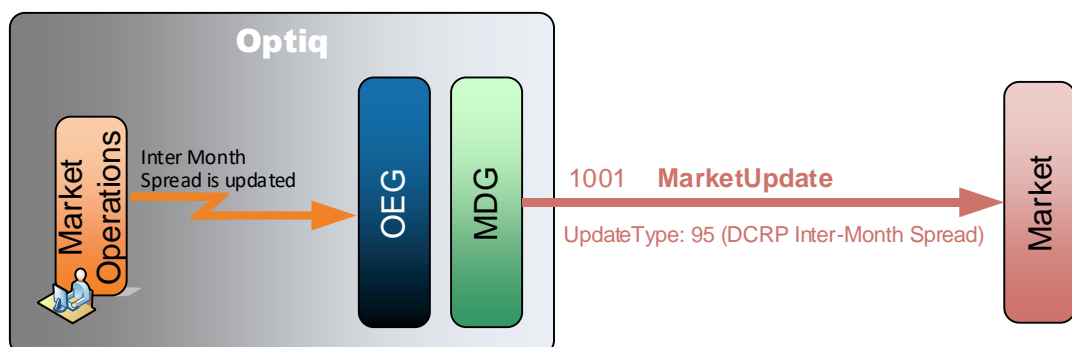 Optiq
Market
Operations
Inter Month
Spread is updated
OEG
MDG
1001 MarketUpdate
UpdateType: 95 (DCRP Inter-Month Spread)
Market